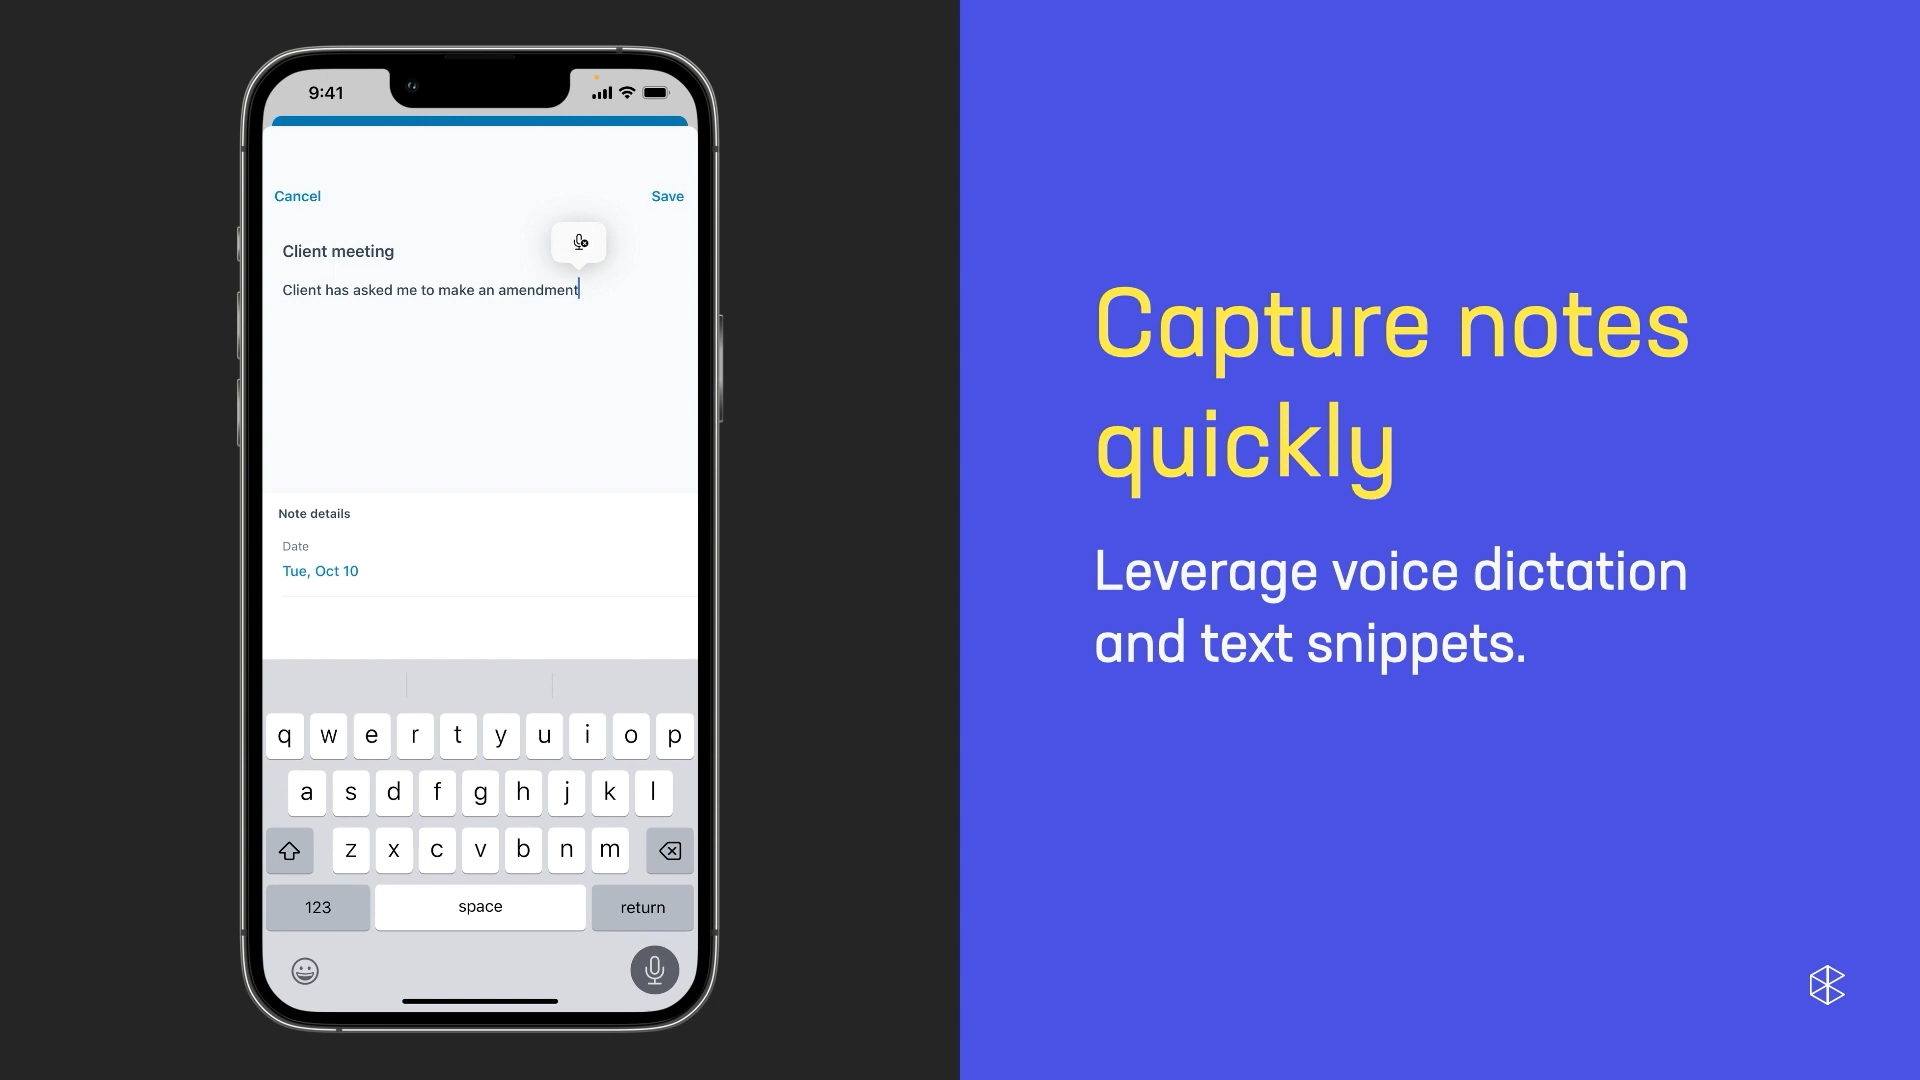 9:41
Cancel
Save
Client meeting
Client has asked me to make an amendment
Note details
Date
Tue, Oct 10
q w e r t y u i o p
a s d f g h j k l
z x c v b n m
123 space return
Capture notes
quickly
Leverage voice dictation
and text snippets.